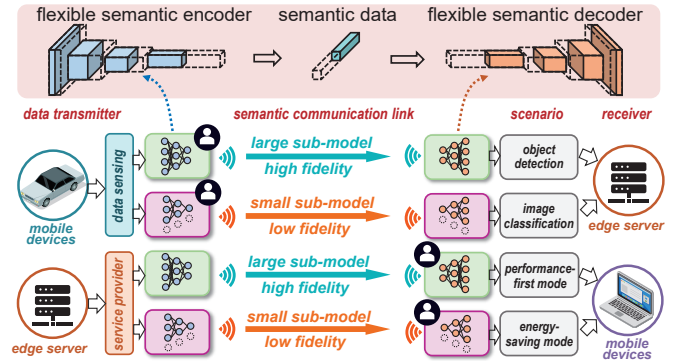 flexible semantic encoder
semantic data
flexible semantic decoder
data transmitter
semantic communication link
scenario
receiver
data sensing
large sub-model
high fidelity
object
detection
mobile
devices
small sub-model
low fidelity
image
classification
edge server
service provider
large sub-model
high fidelity
performance-
first mode
edge server
small sub-model
low fidelity
energy-
saving mode
mobile
devices